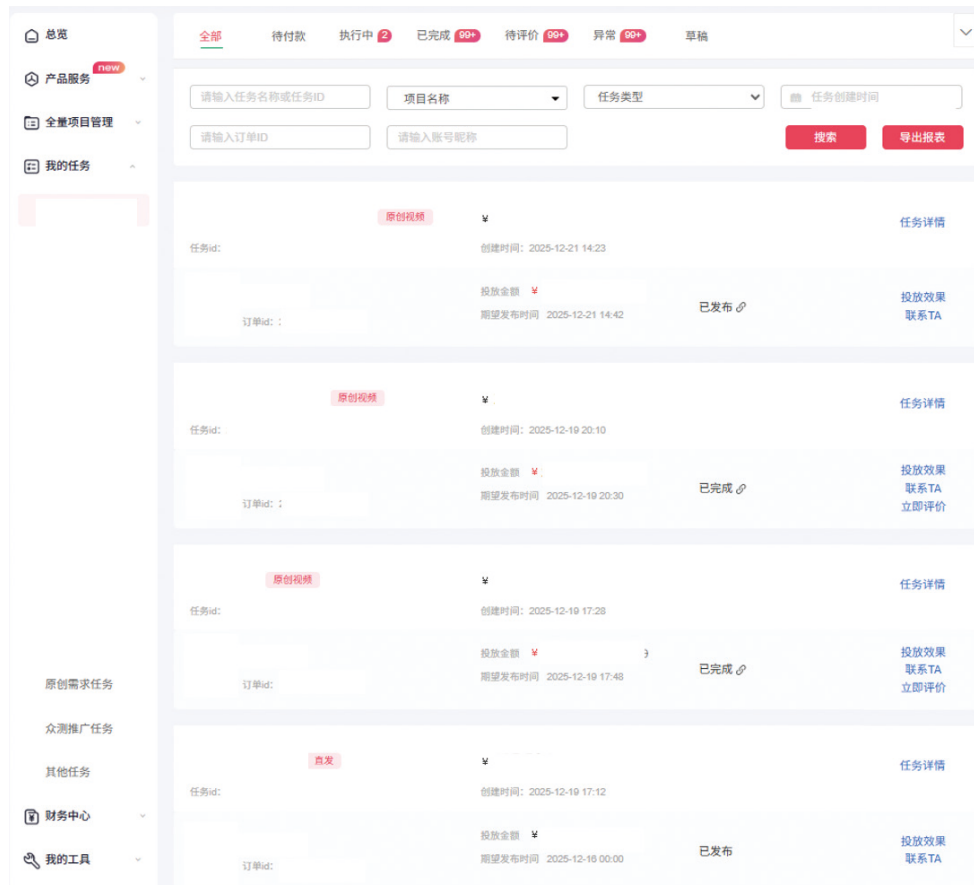 总览
产品服务 new
全量项目管理
我的任务
原创需求任务
众测推广任务
其他任务
财务中心
我的工具
全部 待付款 执行中 2 已完成 99+ 待评价 99+ 异常 99+ 草稿
请输入任务名称或任务ID 项目名称 任务类型 任务创建时间
请输入订单ID 请输入账号昵称 搜索 导出报表
原创视频 ¥ 任务详情
任务id: 创建时间：2025-12-21 14:23
投放金额 ¥
已发布 投放效果
期望发布时间 2025-12-21 14:42
订单id: : 联系TA
原创视频 ¥ 任务详情
任务id: 创建时间：2025-12-19 20:10
投放金额 ¥ 投放效果
期望发布时间 2025-12-19 20:30 已完成 联系TA
订单id: : 立即评价
原创视频 ¥ 任务详情
任务id: 创建时间：2025-12-19 17:28
投放金额 ¥ 投放效果
期望发布时间 2025-12-19 17:48 已完成 联系TA
订单id: 立即评价
直发 ¥ 任务详情
任务id: 创建时间：2025-12-19 17:12
投放金额 ¥ 投放效果
期望发布时间 2025-12-16 00:00 已发布 联系TA
订单id: